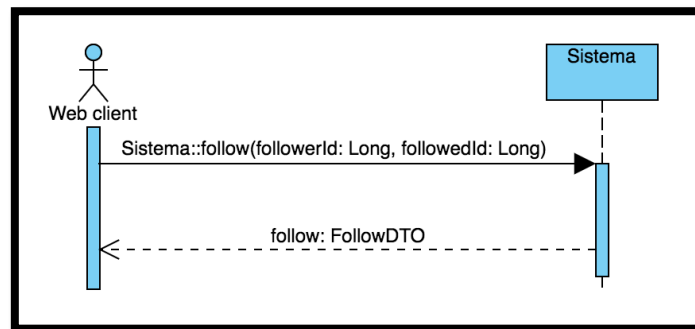 Sistema
Web client
Sistema::follow(followerId: Long, followedId: Long)
follow: FollowDTO